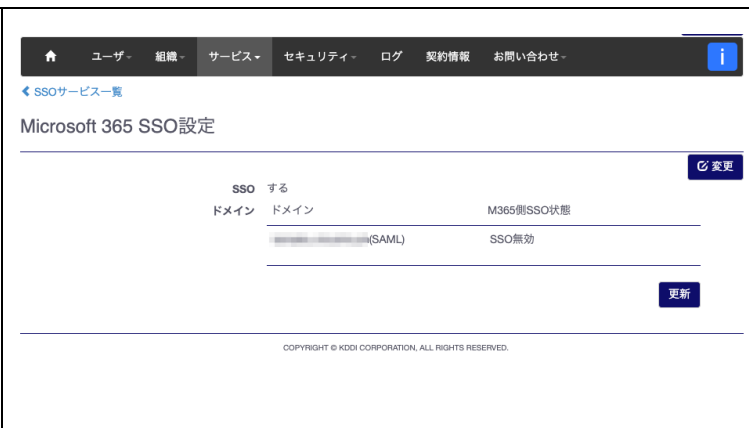 ユーザ 組織 サービス セキュリティ ログ 契約情報 お問い合わせ i
SSOサービス一覧
Microsoft 365 SSO設定
変更
SSO する
ドメイン ドメイン M365側SSO状態
(SAML) SSO無効
更新
COPYRIGHT © KDDI CORPORATION, ALL RIGHTS RESERVED.